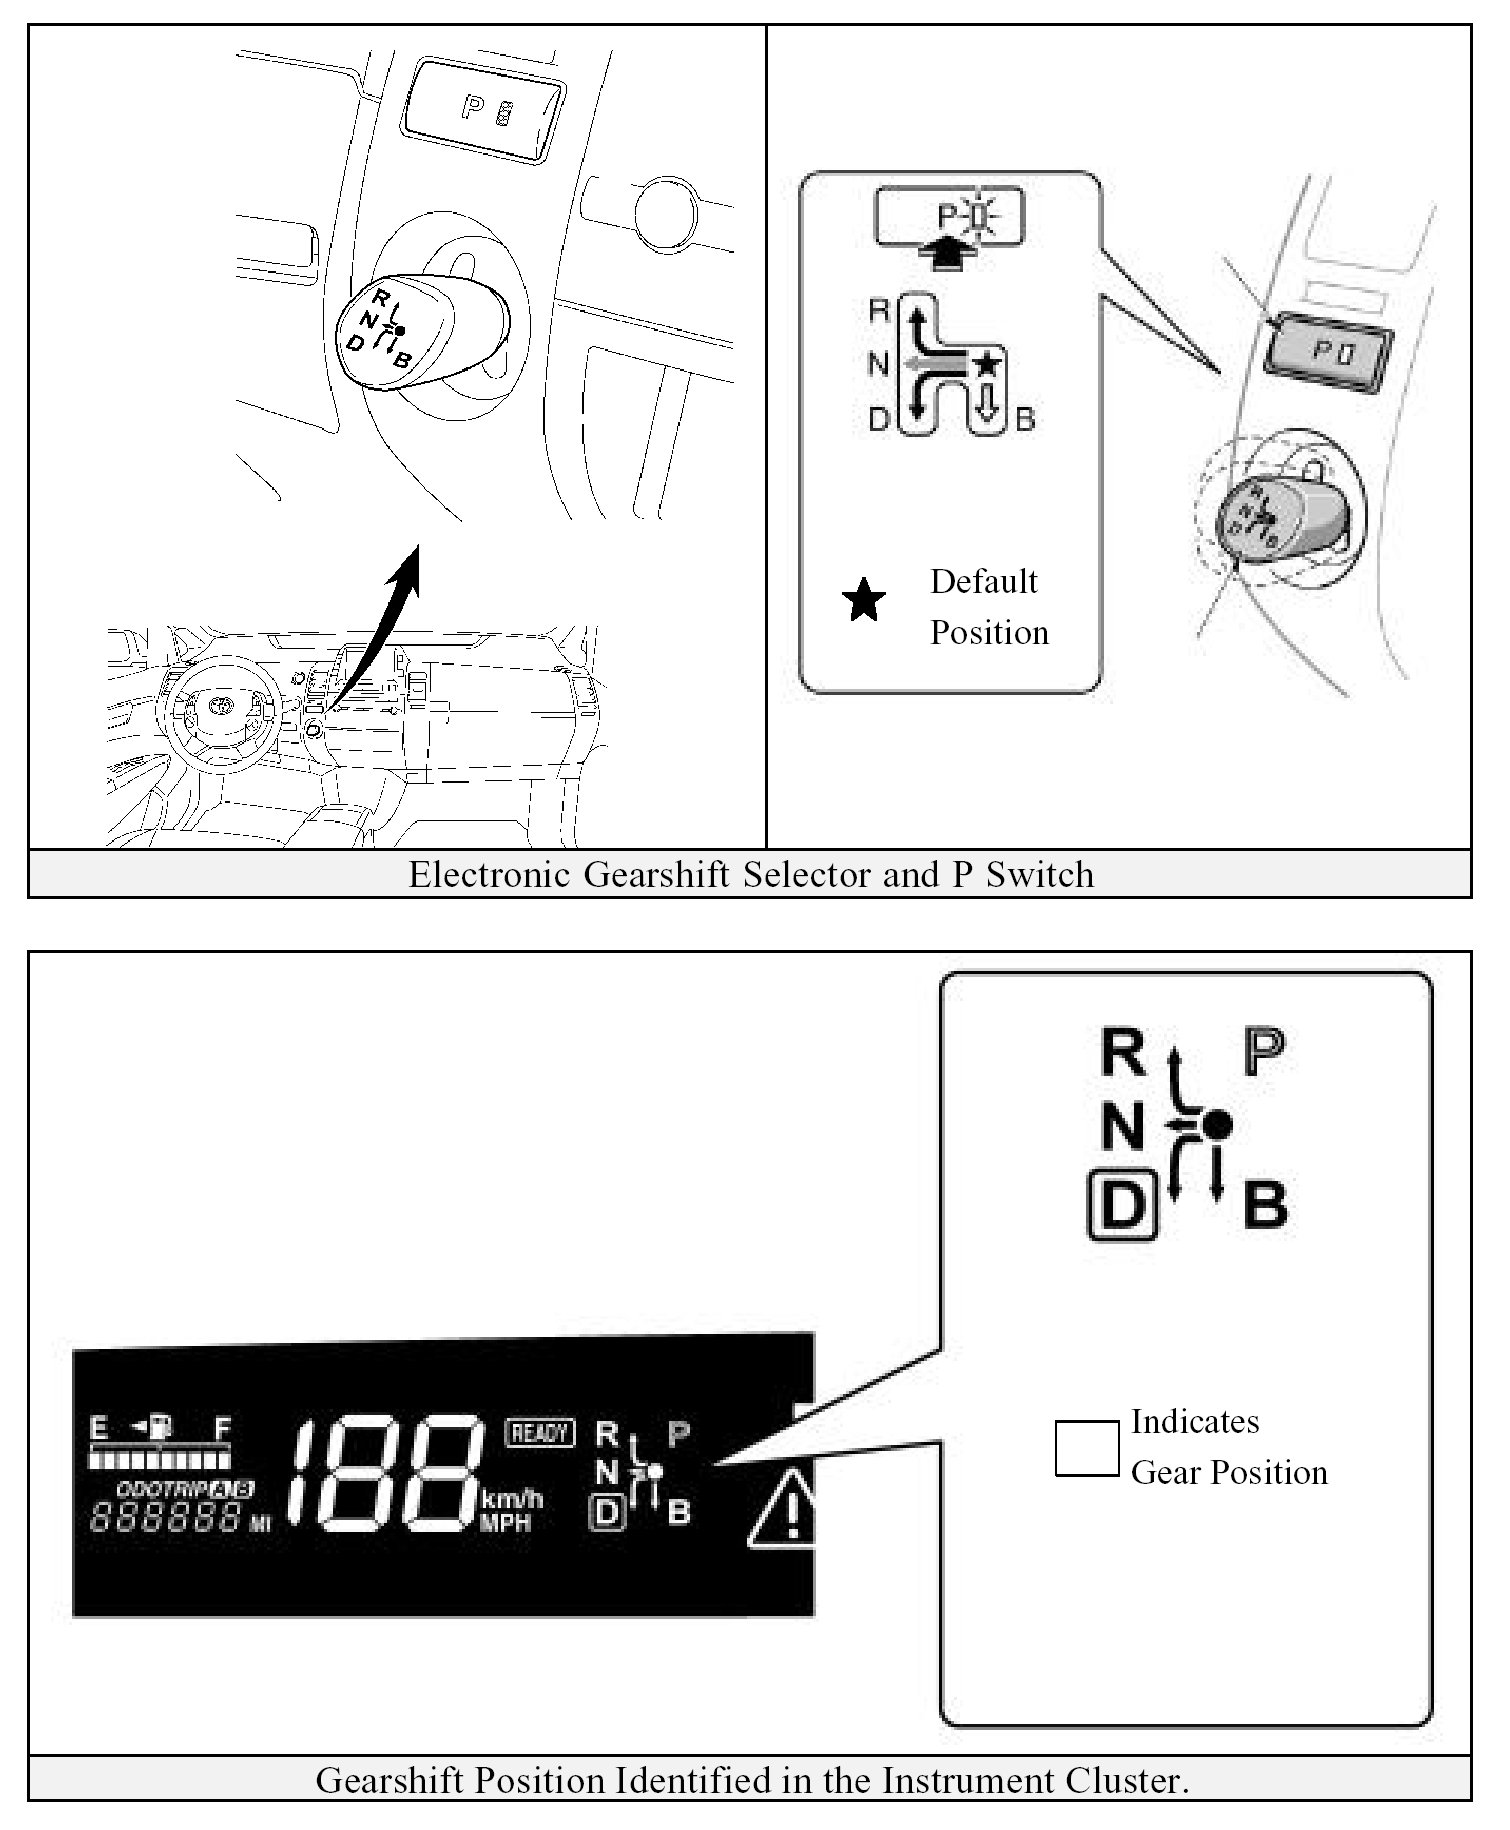 P
R
N
D
B
P
R
N
D
B
Default
Position
P
R
N
D
B
Electronic Gearshift Selector and P Switch
R P
N
D B
Indicates
Gear Position
E F
188
READY
R P
N
D B
ODOTRIP A B
888888 MI
km/h
MPH
Gearshift Position Identified in the Instrument Cluster.